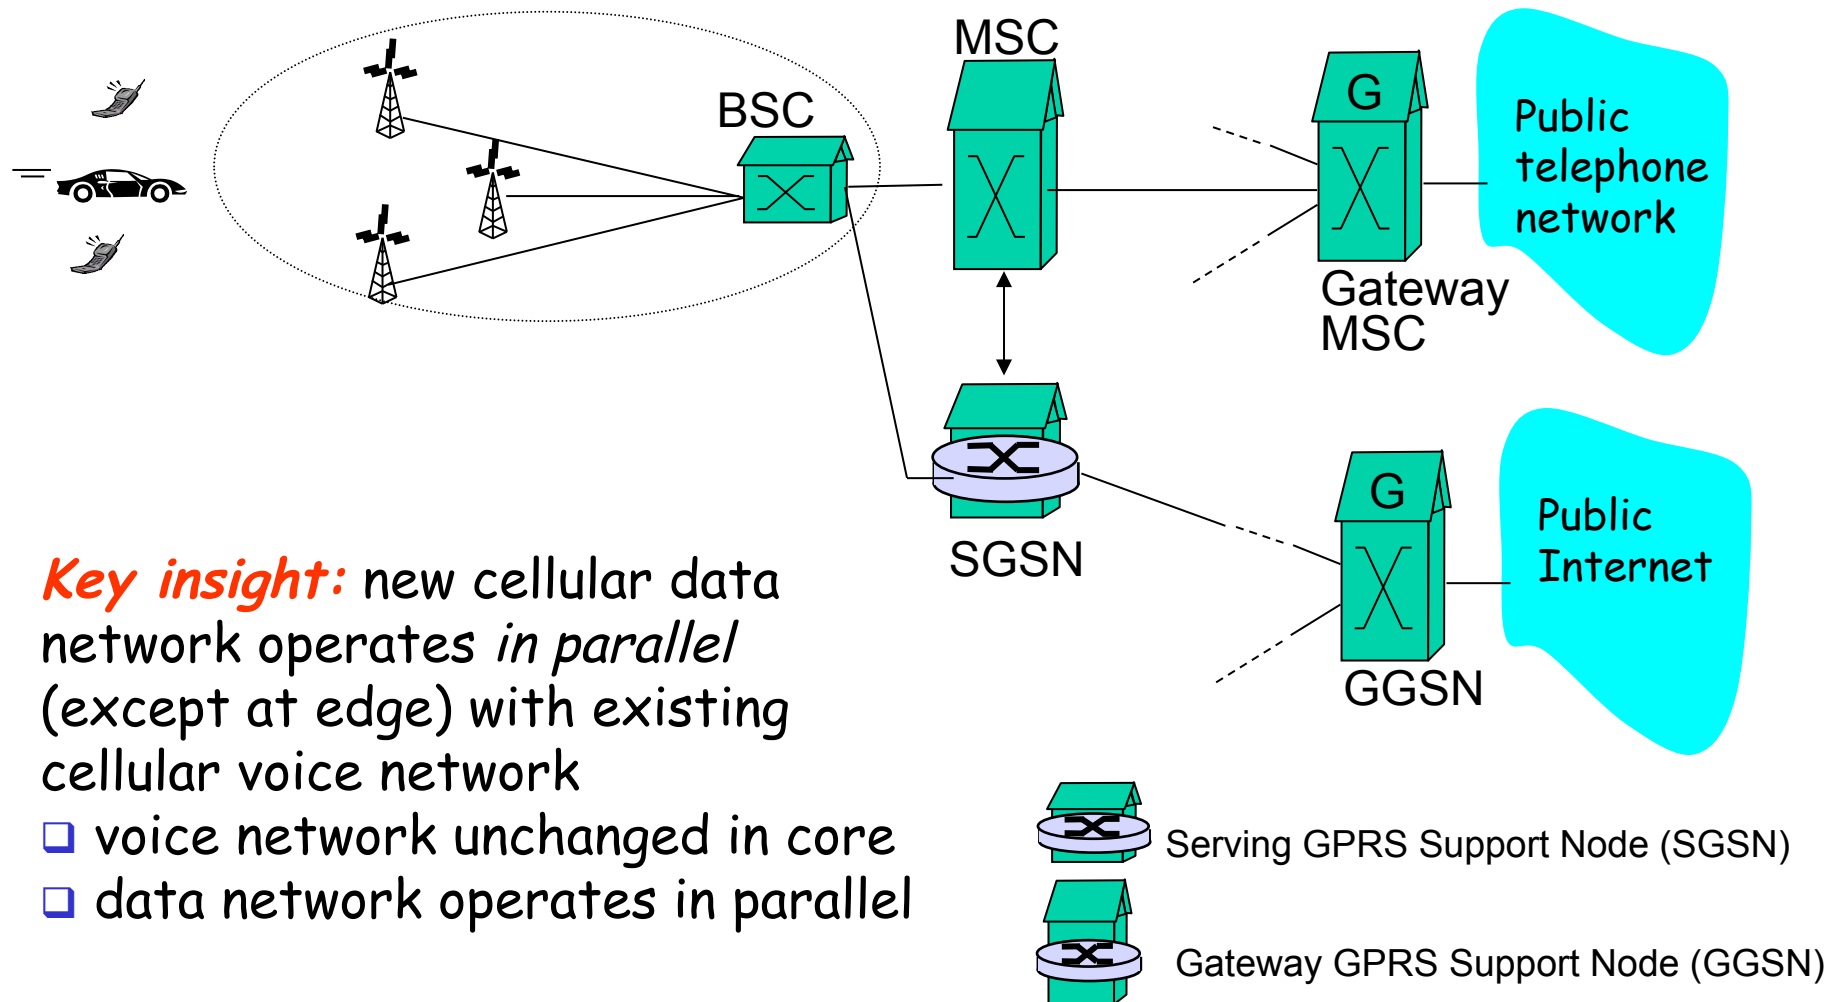 MSC
BSC
G
Public
telephone
network
Gateway
MSC
SGSN
G
Public
Internet
GGSN
Key insight: new cellular data
network operates in parallel
(except at edge) with existing
cellular voice network
voice network unchanged in core
data network operates in parallel
Serving GPRS Support Node (SGSN)
Gateway GPRS Support Node (GGSN)